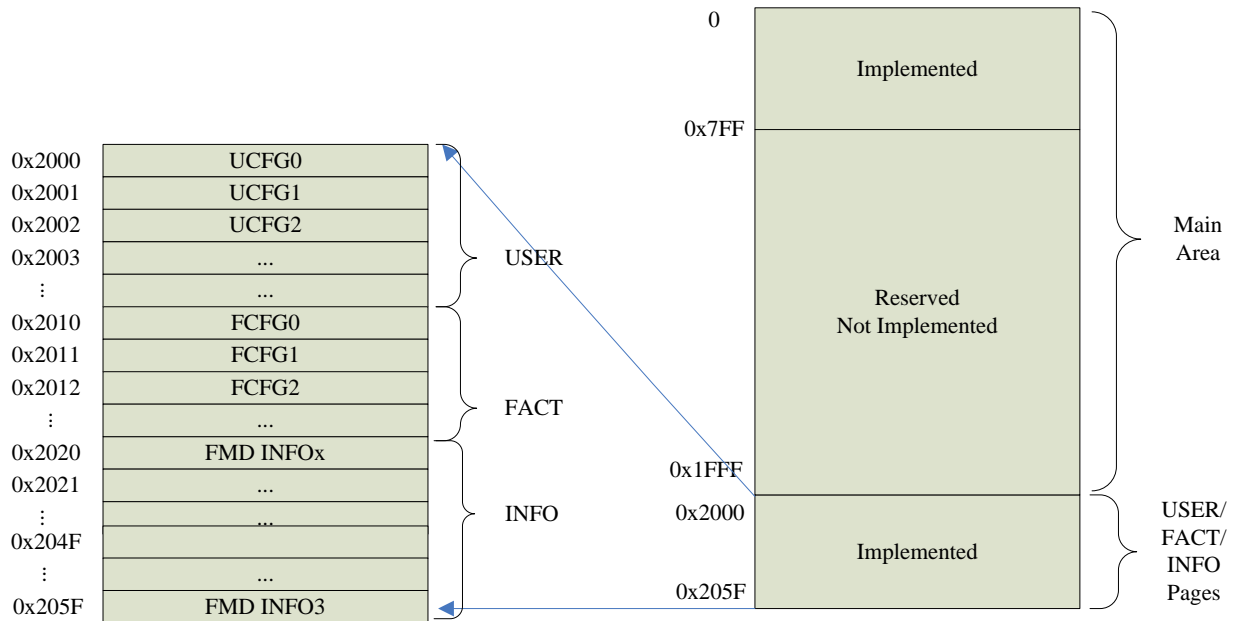 0x2000 UCFG0
0x2001 UCFG1
0x2002 UCFG2
0x2003 ...
⋮ ...
0x2010 FCFG0
0x2011 FCFG1
0x2012 FCFG2
⋮ ...
0x2020 FMD INFOx
0x2021 ...
⋮ ...
0x204F
⋮ ...
0x205F FMD INFO3
USER
FACT
INFO
0
Implemented
0x7FF
Reserved
Not Implemented
0x1FFF
0x2000
Implemented
0x205F
Main
Area
USER/
FACT/
INFO
Pages